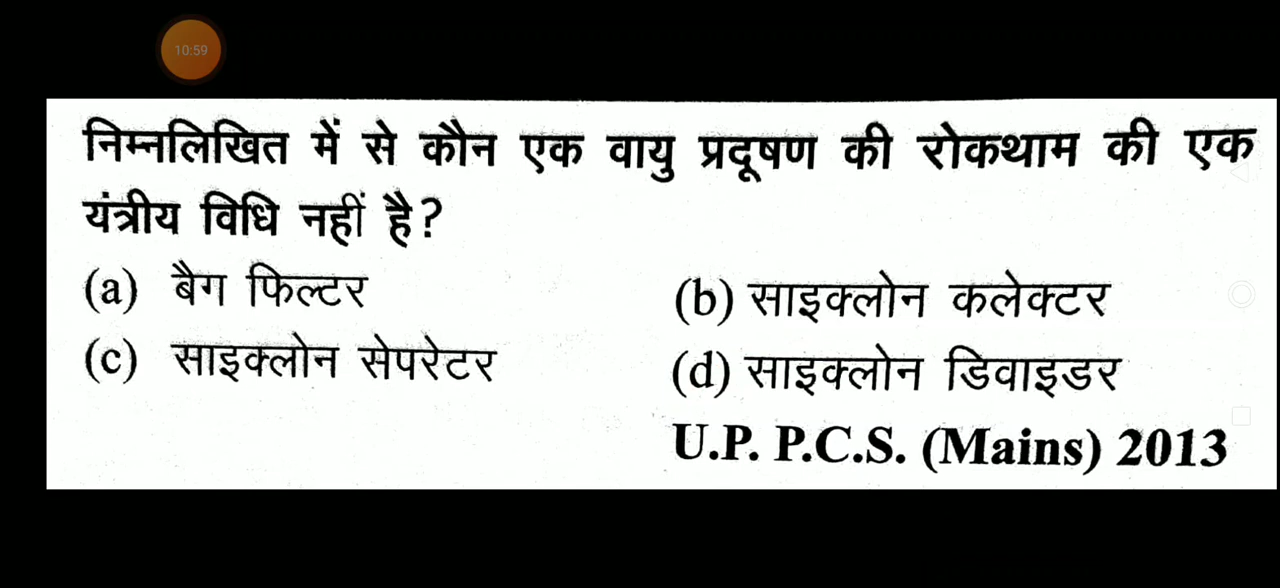 10:59
निम्नलिखित में से कौन एक वायु प्रदूषण की रोकथाम की एक
यंत्रीय विधि नहीं है?
(a) बैग फिल्टर (b) साइक्लोन कलेक्टर
(c) साइक्लोन सेपरेटर (d) साइक्लोन डिवाइडर
U.P. P.C.S. (Mains) 2013